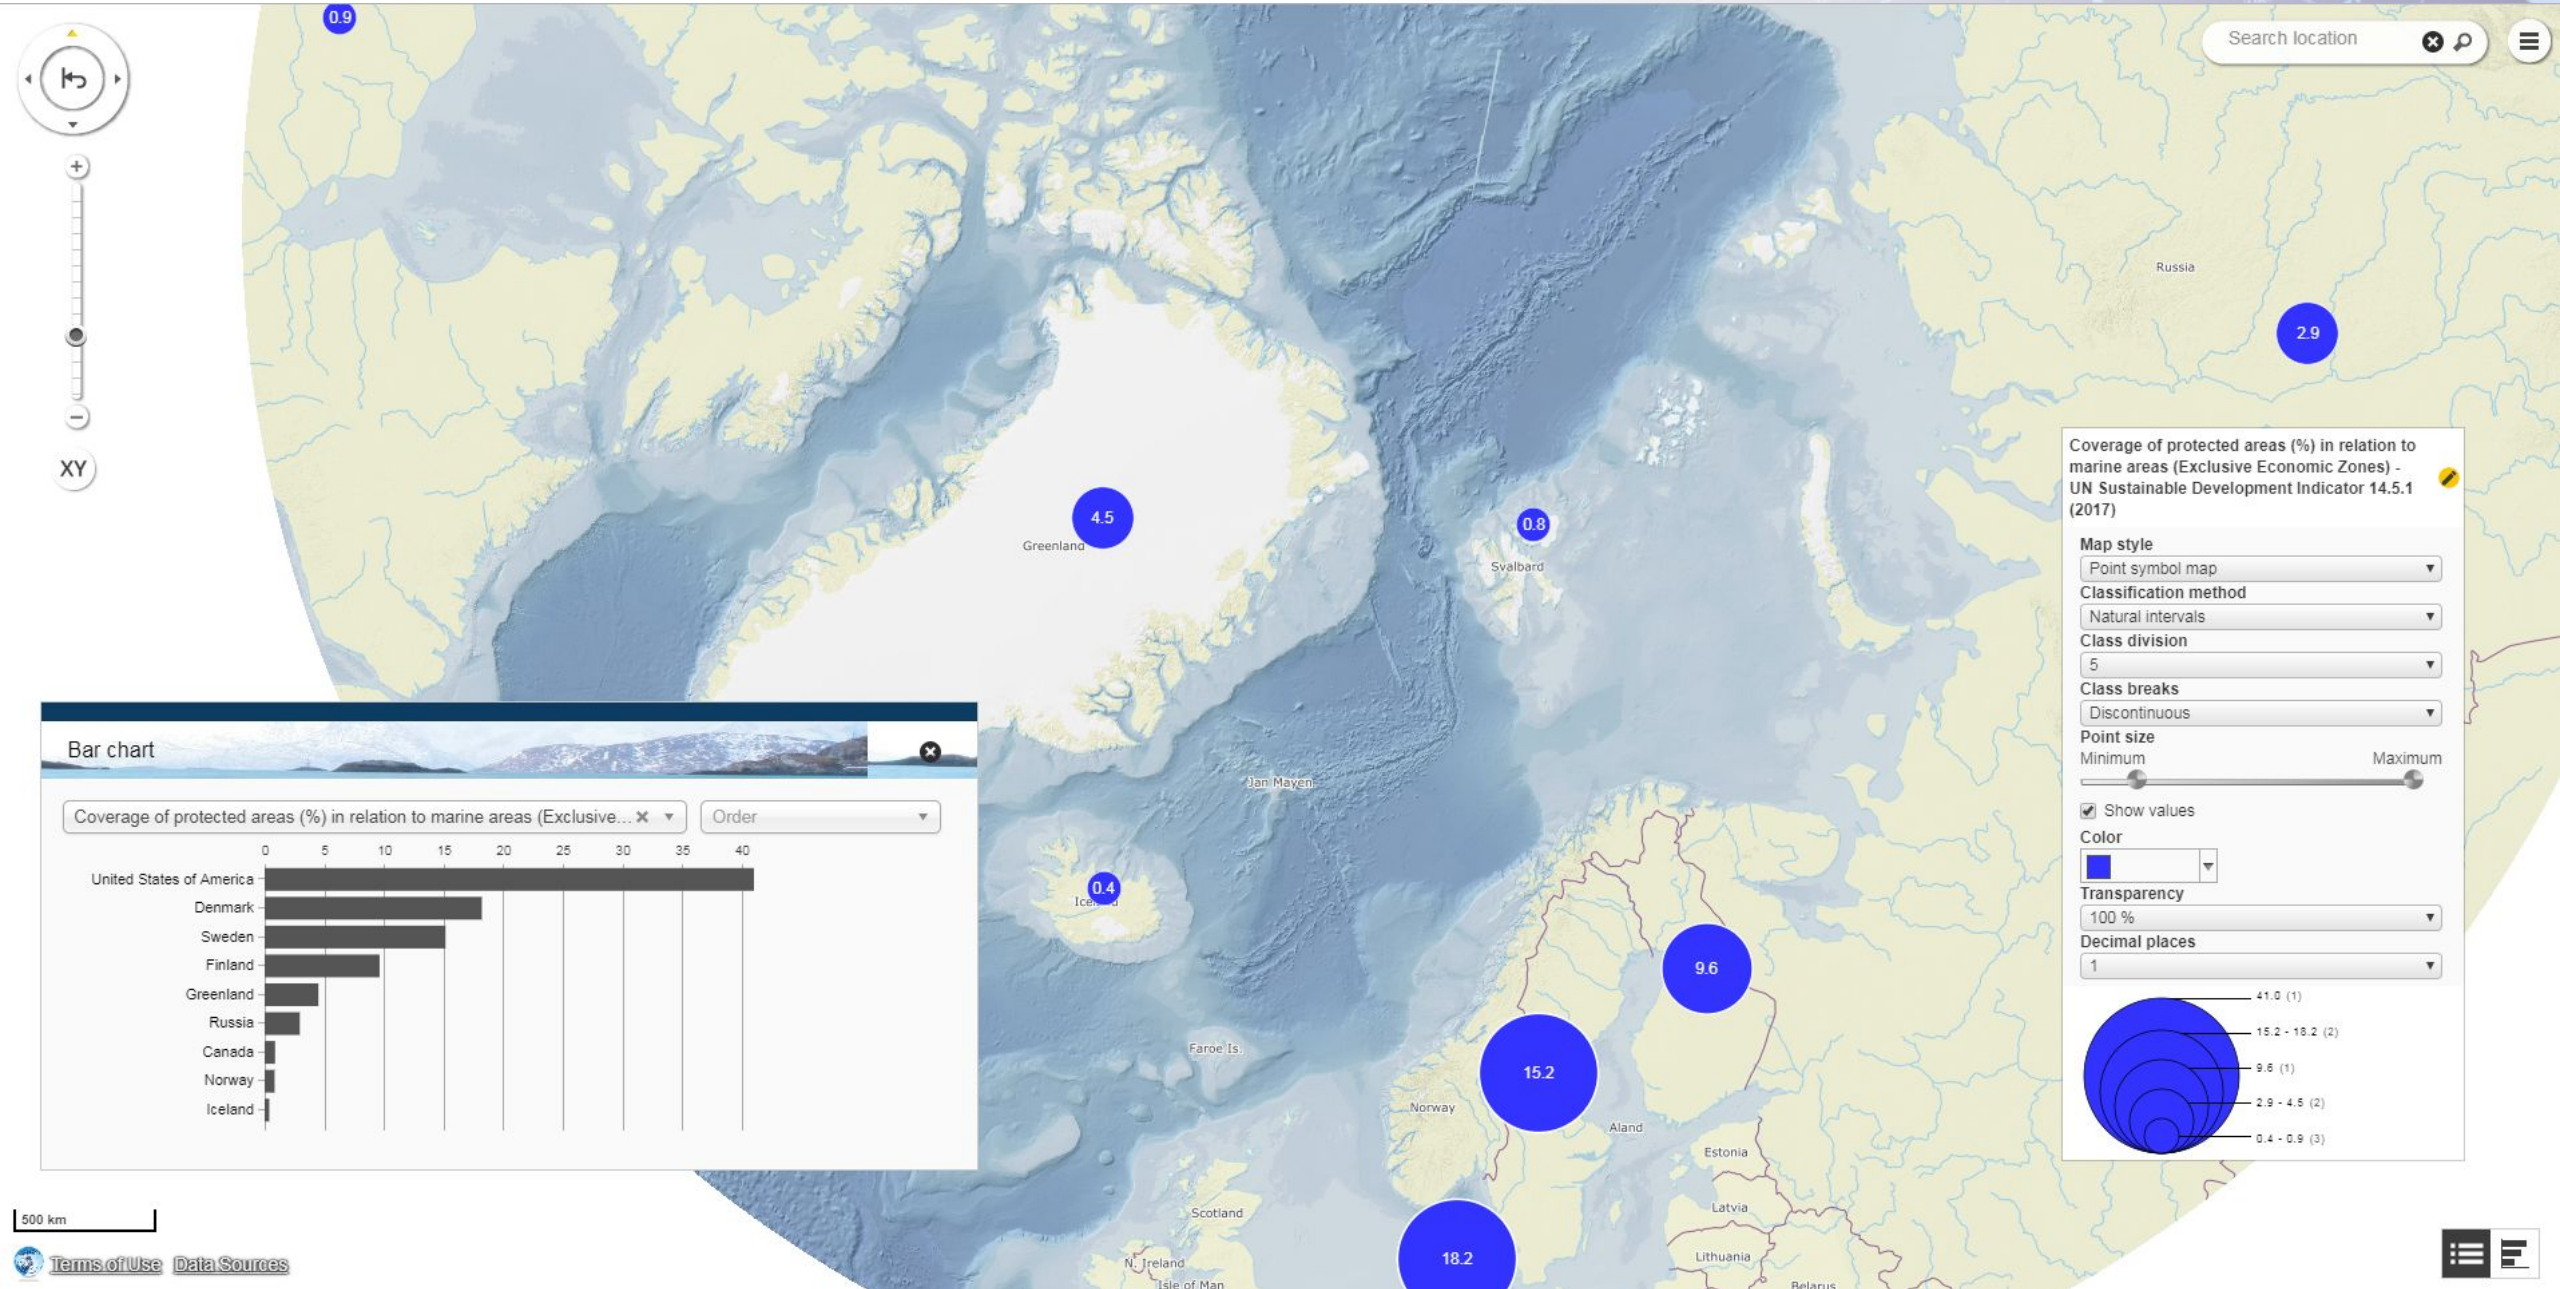 0.9
Search location
XY
Russia
2.9
4.5
Greenland
0.8
Svalbard
Jan Mayen
0.4
Faroe Is.
9.6
15.2
Norway
Aland
Estonia
Latvia
Lithuania
Belarus
Scotland
N. Ireland
Isle of Man
18.2
Coverage of protected areas (%) in relation to
marine areas (Exclusive Economic Zones) -
UN Sustainable Development Indicator 14.5.1
(2017)
Map style
Point symbol map
Classification method
Natural intervals
Class division
5
Class breaks
Discontinuous
Point size
Minimum Maximum
Show values
Color
Transparency
100 %
Decimal places
1
41.0 (1)
15.2 - 18.2 (2)
9.6 (1)
2.9 - 4.5 (2)
0.4 - 0.9 (3)
Bar chart
Coverage of protected areas (%) in relation to marine areas (Exclusive... Order
0 5 10 15 20 25 30 35 40
United States of America
Denmark
Sweden
Finland
Greenland
Russia
Canada
Norway
Iceland
500 km
Terms of Use Data Sources